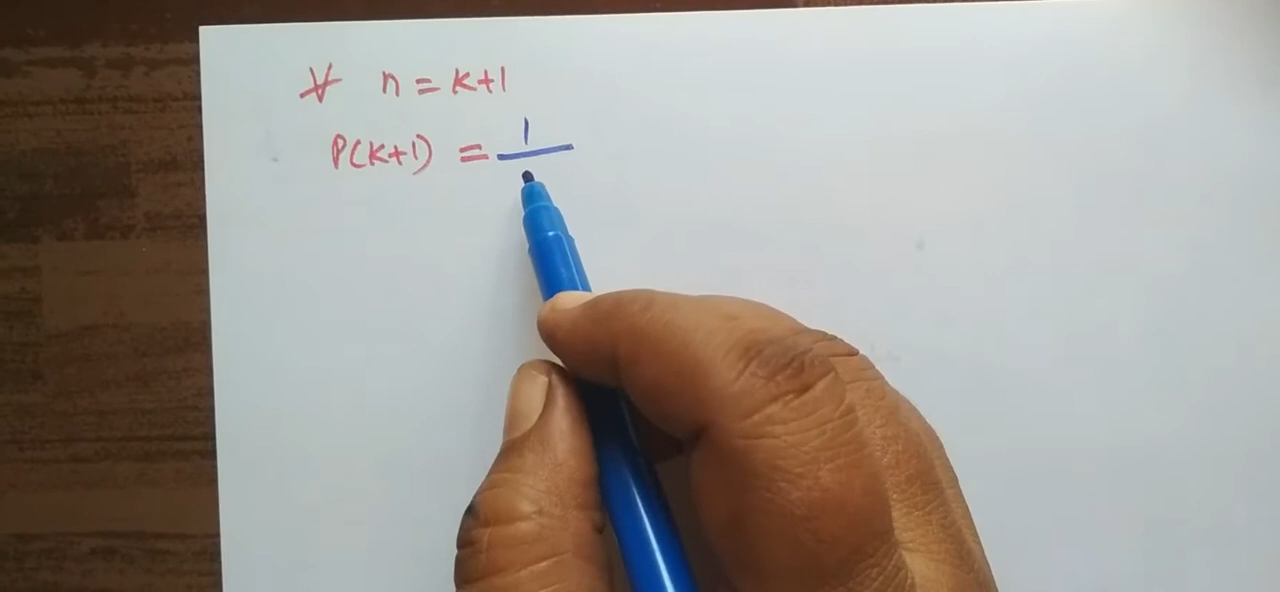 ∀ n = k+1
P(k+1) = 1/